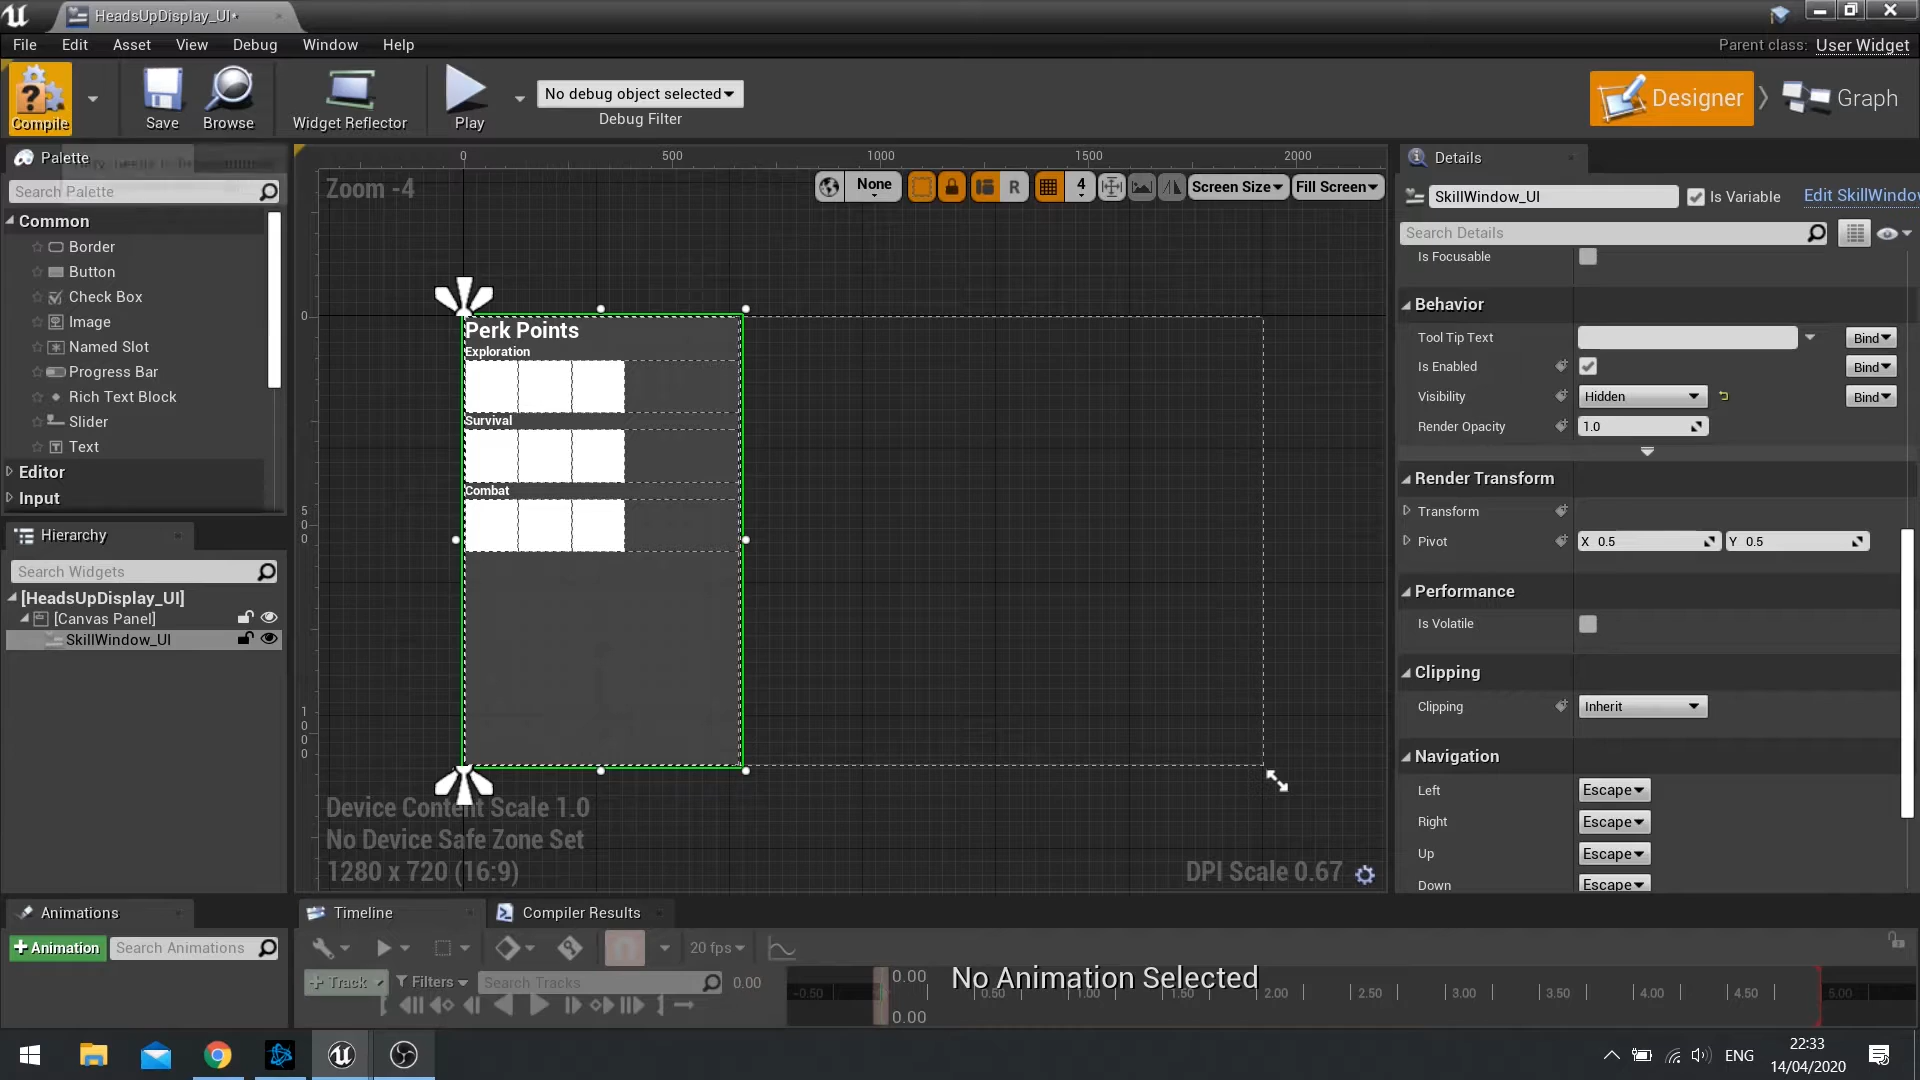 HeadsUpDisplay_UI*
File Edit Asset View Debug Window Help
Parent class: User Widget
Compile
Save
Browse
Widget Reflector
Play
No debug object selected
Debug Filter
Designer
Graph
Palette
Search Palette
Common
Border
Button
Check Box
Image
Named Slot
Progress Bar
Rich Text Block
Slider
Text
Editor
Input
Hierarchy
Search Widgets
[HeadsUpDisplay_UI]
[Canvas Panel]
SkillWindow_UI
0 500 1000 1500 2000
Zoom -4
None
R
4
Screen Size
Fill Screen
0
500
1000
Perk Points
Exploration
Survival
Combat
Device Content Scale 1.0
No Device Safe Zone Set
1280 x 720 (16:9)
DPI Scale 0.67
Details
SkillWindow_UI
Is Variable
Edit SkillWindow
Search Details
Is Focusable
Behavior
Tool Tip Text
Bind
Is Enabled
Bind
Visibility
Hidden
Bind
Render Opacity
1.0
Render Transform
Transform
Pivot
X 0.5
Y 0.5
Performance
Is Volatile
Clipping
Clipping
Inherit
Navigation
Left
Escape
Right
Escape
Up
Escape
Down
Escape
Animations
+ Animation
Search Animations
Timeline
Compiler Results
20 fps
+ Track
Filters
Search Tracks
0.00
0.00
No Animation Selected
-0.50 0.50 1.00 1.50 2.00 2.50 3.00 3.50 4.00 4.50 5.00
0.00
ENG
22:33
14/04/2020